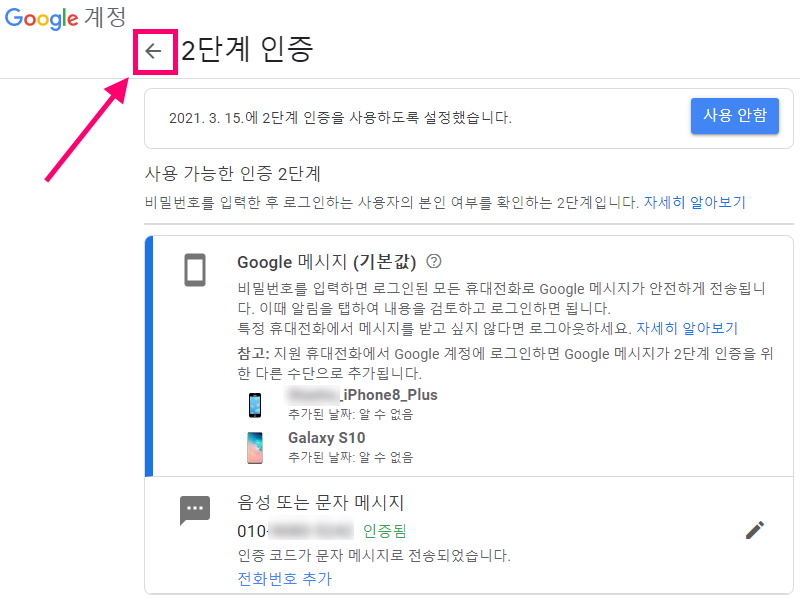 Google 계정
← 2단계 인증
2021. 3. 15.에 2단계 인증을 사용하도록 설정했습니다.
사용 안함
사용 가능한 인증 2단계
비밀번호를 입력한 후 로그인하는 사용자의 본인 여부를 확인하는 2단계입니다. 자세히 알아보기
Google 메시지 (기본값) ?
비밀번호를 입력하면 로그인된 모든 휴대전화로 Google 메시지가 안전하게 전송됩니
다. 이때 알림을 탭하여 내용을 검토하고 로그인하면 됩니다.
특정 휴대전화에서 메시지를 받고 싶지 않다면 로그아웃하세요. 자세히 알아보기
참고: 지원 휴대전화에서 Google 계정에 로그인하면 Google 메시지가 2단계 인증을 위
한 다른 수단으로 추가됩니다.
_iPhone8_Plus
추가된 날짜: 알 수 없음
Galaxy S10
추가된 날짜: 알 수 없음
음성 또는 문자 메시지
010- 인증됨
인증 코드가 문자 메시지로 전송되었습니다.
전화번호 추가